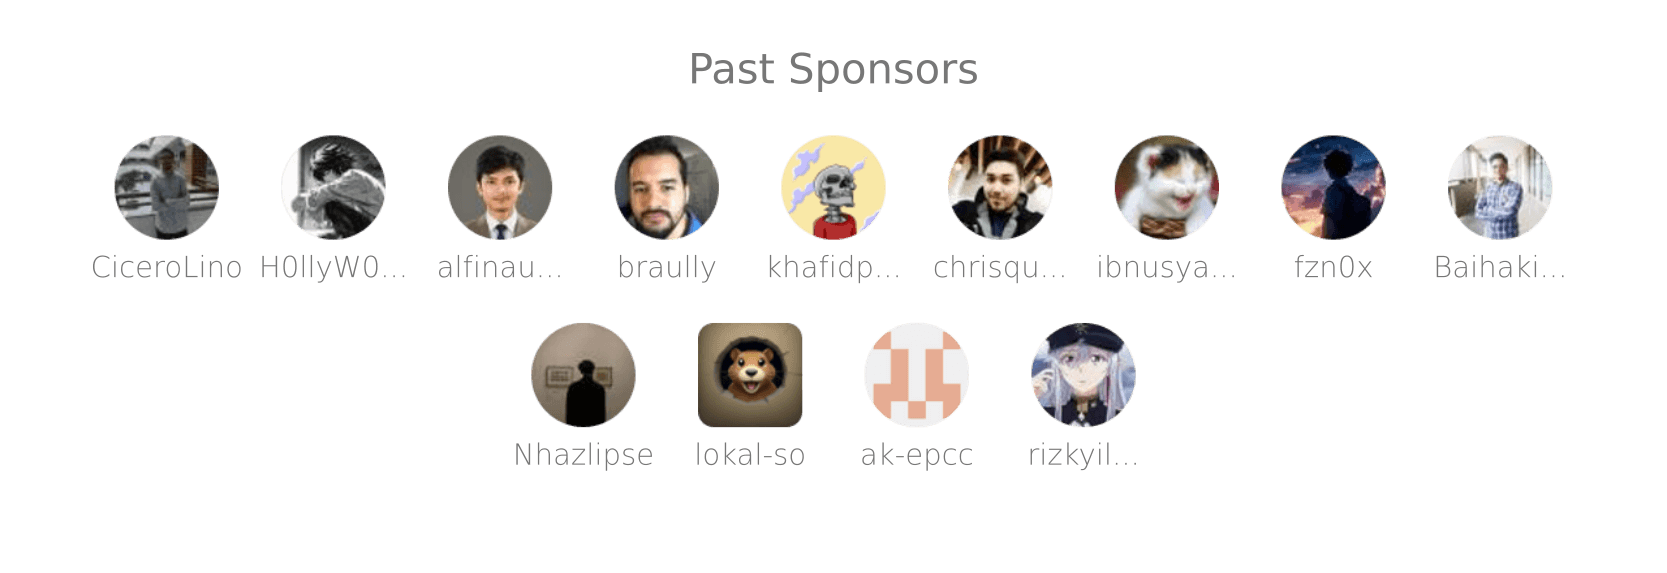 Past Sponsors
CiceroLino H0llyW0... alfinau... braully khafidp... chrisqu... ibnusya... fzn0x Baihaki...
Nhazlipse lokal-so ak-epcc rizkyil...